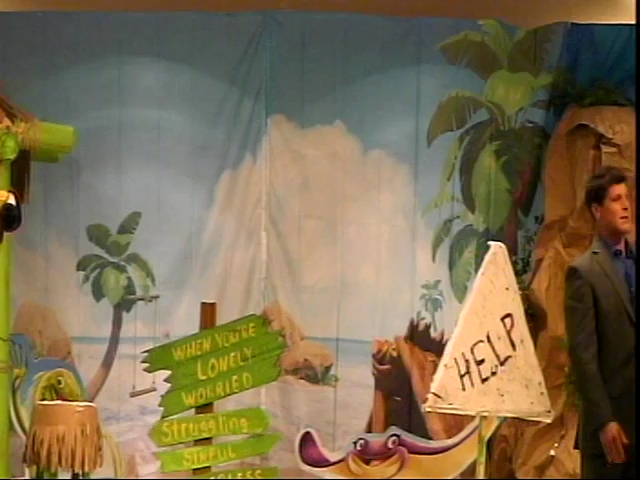 WHEN YOU'RE
LONELY
WORRIED
Struggling...
SINFUL
HELP